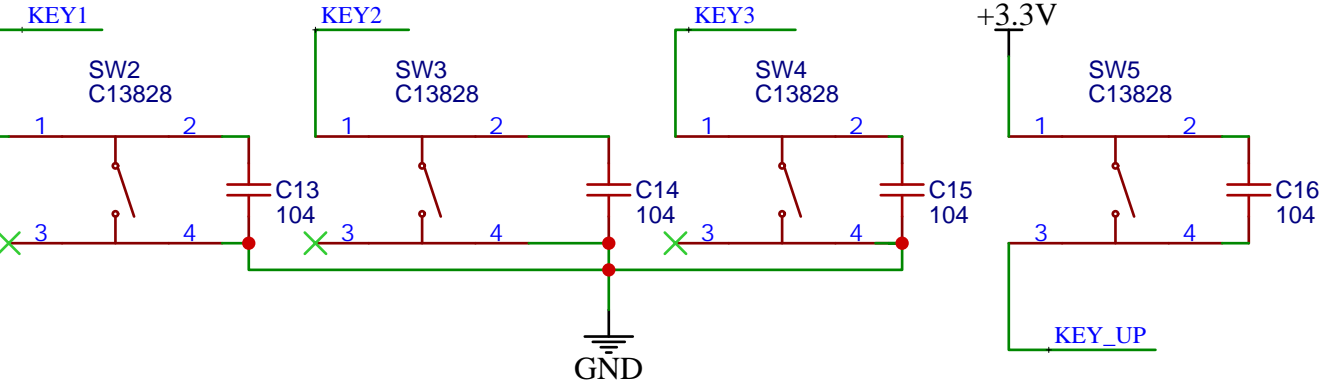 KEY1
KEY2
KEY3
+3.3V
SW2
C13828
SW3
C13828
SW4
C13828
SW5
C13828
1
2
1
2
1
2
1
2
C13
104
C14
104
C15
104
C16
104
3
4
3
4
3
4
3
4
KEY_UP
GND